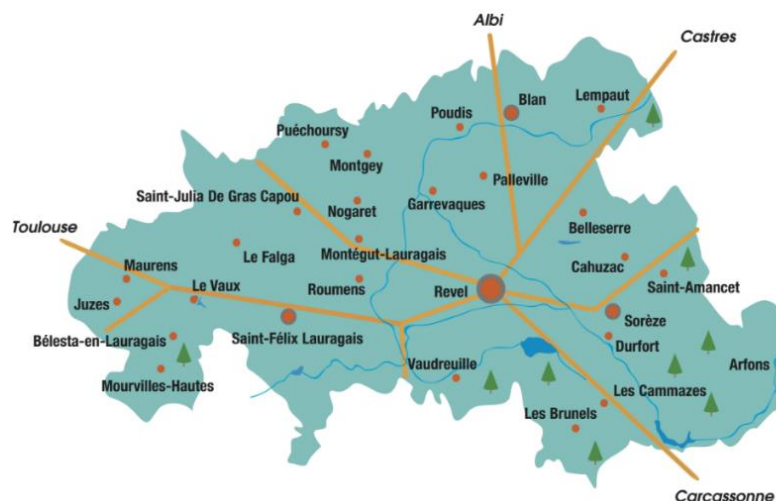 Albi
Castres
Blan
Lempaut
Poudis
Puéchoursy
Montgey
Palleville
Saint-Julia De Gras Capou
Nogaret
Garrevaques
Belleserre
Toulouse
Le Falga
Montégut-Lauragais
Cahuzac
Maurens
Saint-Amancet
Le Vaux
Roumens
Revel
Juzes
Sorèze
Bélesta-en-Lauragais
Saint-Félix Lauragais
Durfort
Vaudreuille
Arfons
Mourvilles-Hautes
Les Cammazes
Les Brunels
Carcassonne